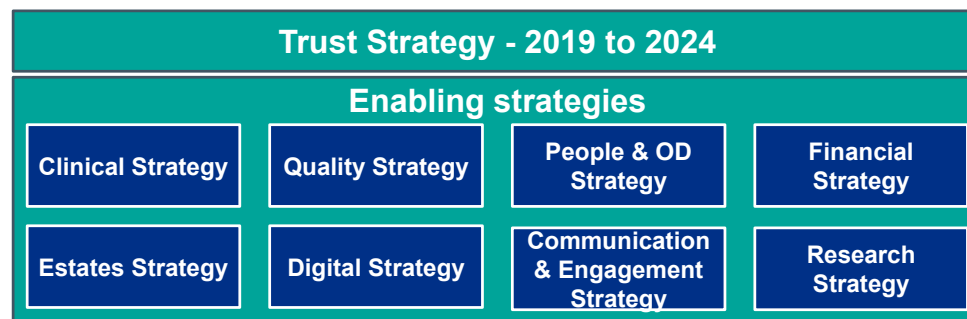 Trust Strategy - 2019 to 2024
Enabling strategies
Clinical Strategy
Quality Strategy
People & OD
Strategy
Financial
Strategy
Estates Strategy
Digital Strategy
Communication
& Engagement
Strategy
Research
Strategy